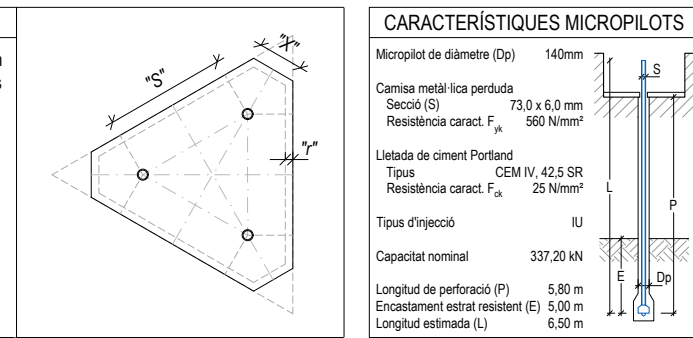 "S"
"X"
"r"
CARACTERÍSTIQUES MICROPILOTS
Micropilot de diàmetre (Dp) 140mm
Camisa metàl·lica perduda
Secció (S) 73,0 x 6,0 mm
Resistència caract. Fyk 560 N/mm²
Lletada de ciment Portland
Tipus CEM IV, 42,5 SR
Resistència caract. Fck 25 N/mm²
Tipus d'injecció IU
Capacitat nominal 337,20 kN
Longitud de perforació (P) 5,80 m
Encastament estrat resistent (E) 5,00 m
Longitud estimada (L) 6,50 m
S
L
P
E
Dp